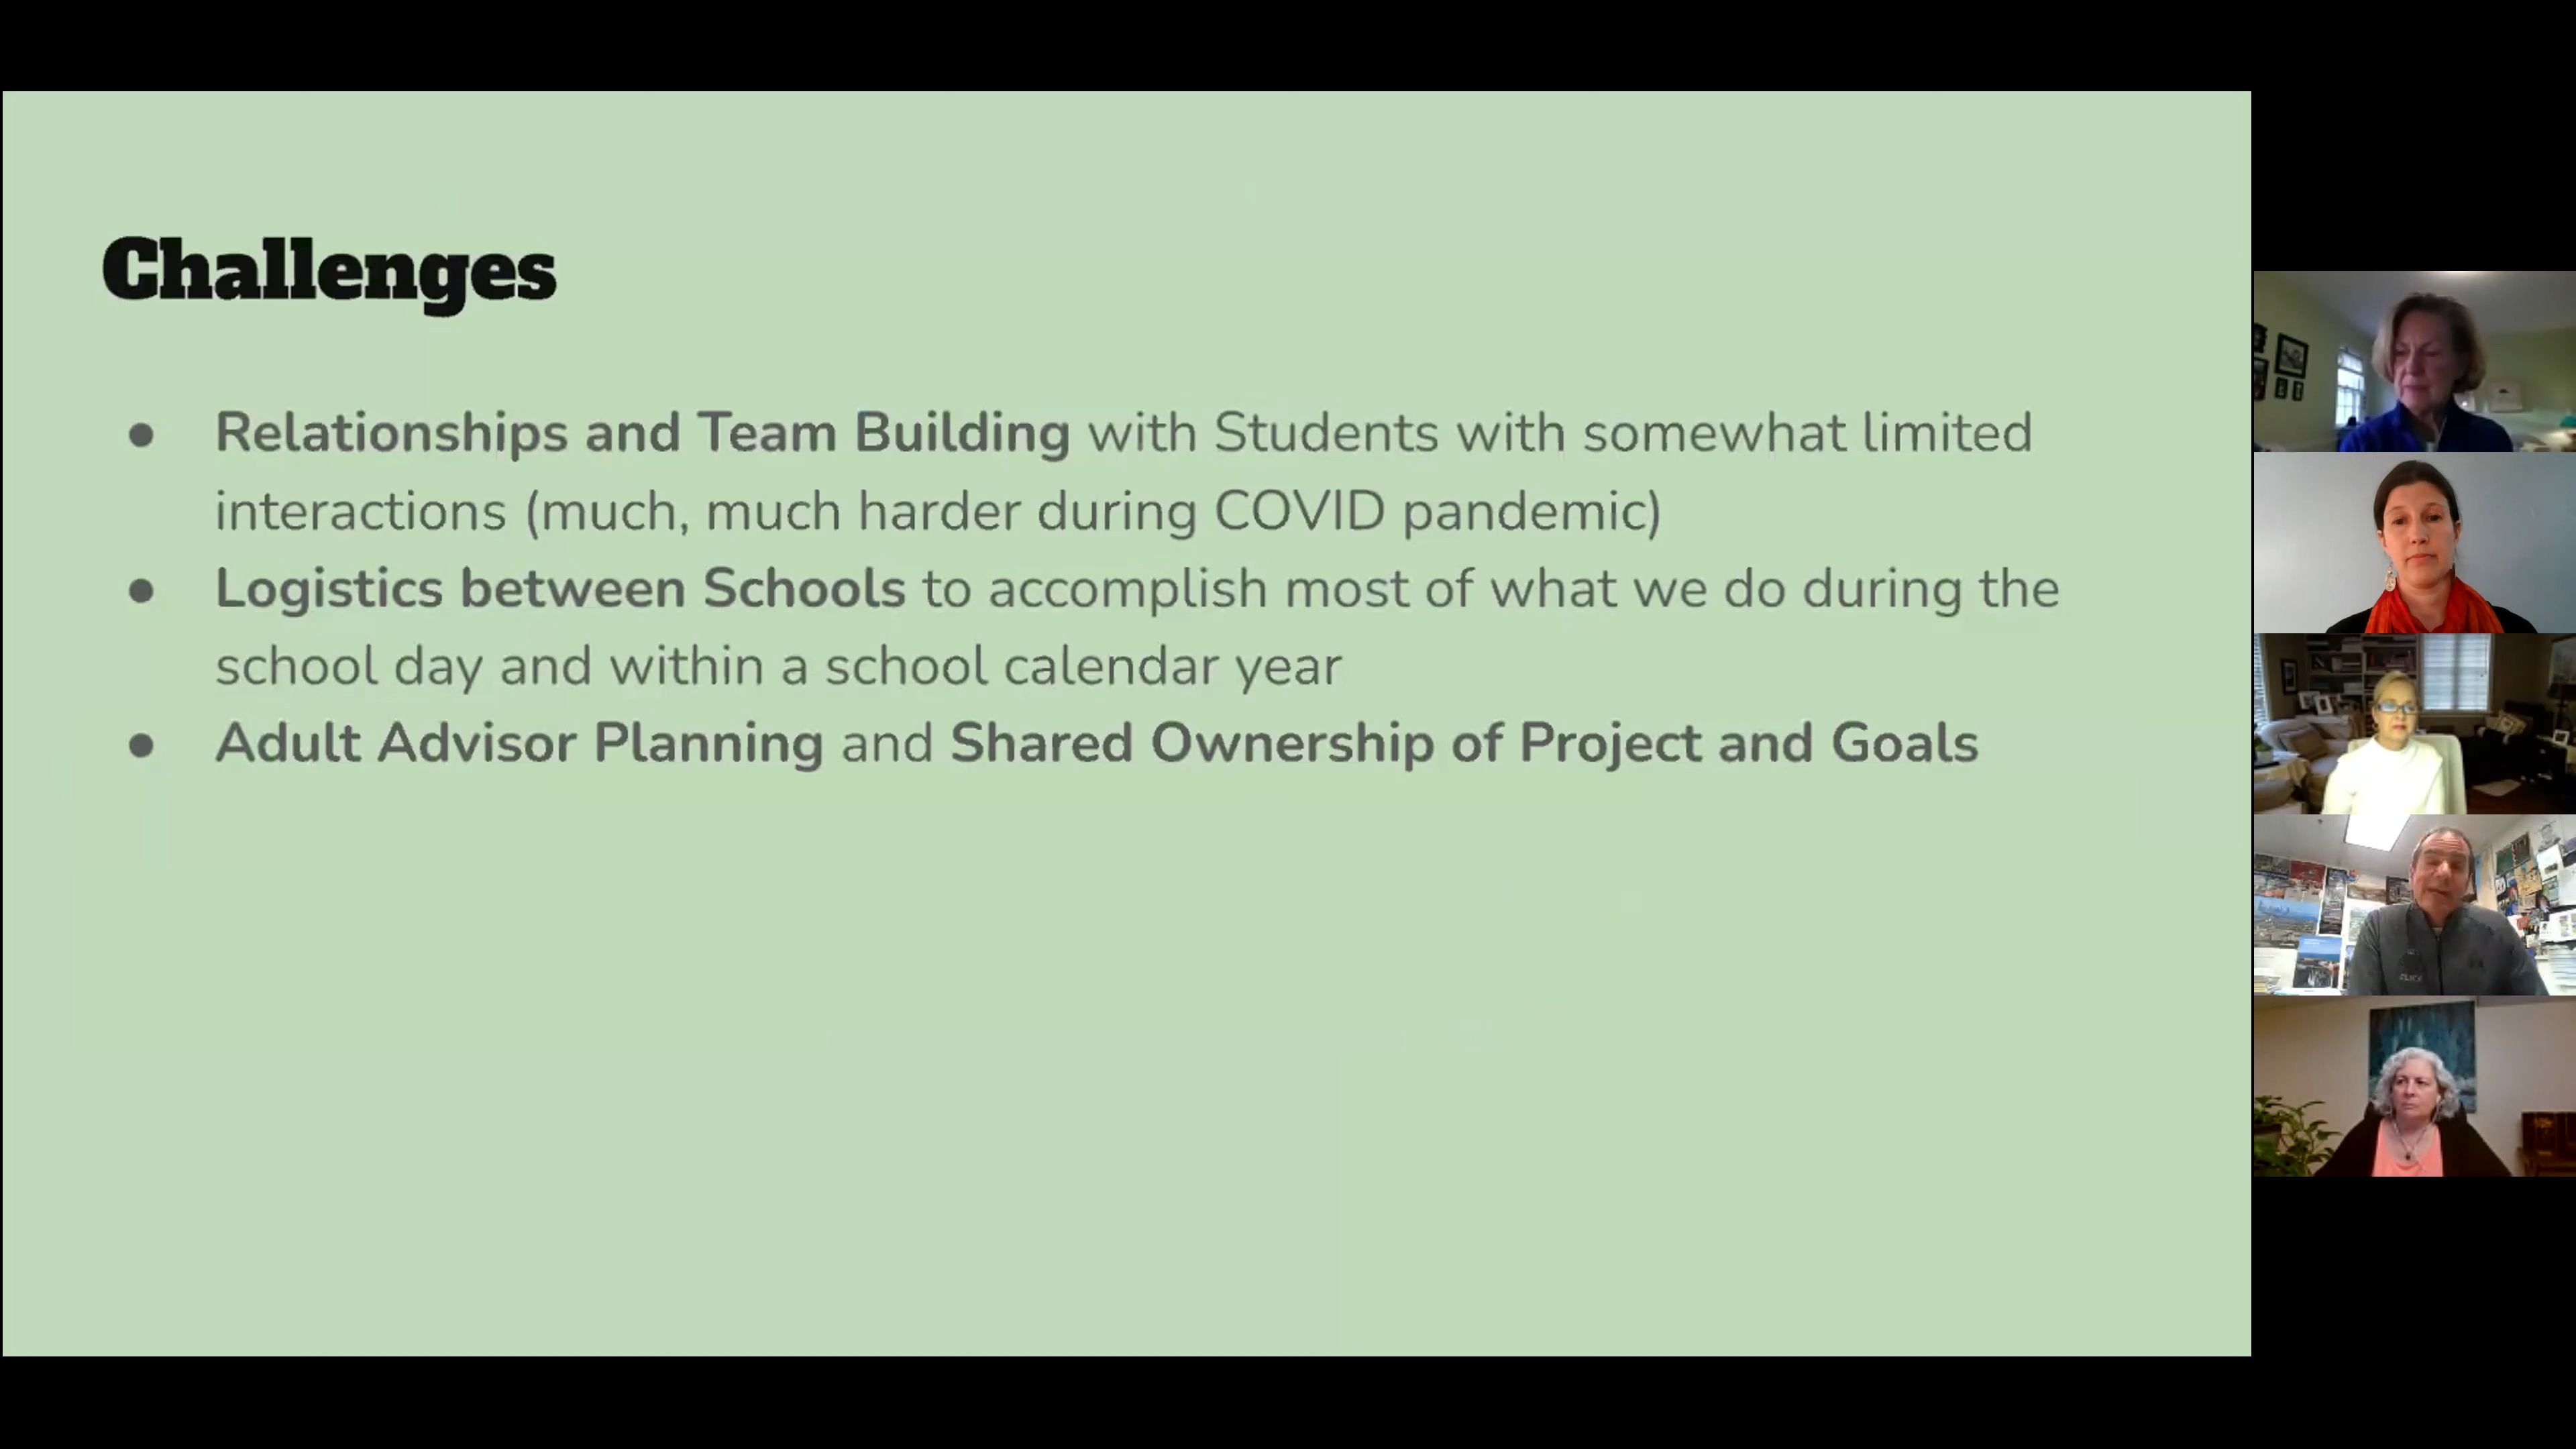 Challenges
● Relationships and Team Building with Students with somewhat limited
interactions (much, much harder during COVID pandemic)
● Logistics between Schools to accomplish most of what we do during the
school day and within a school calendar year
● Adult Advisor Planning and Shared Ownership of Project and Goals